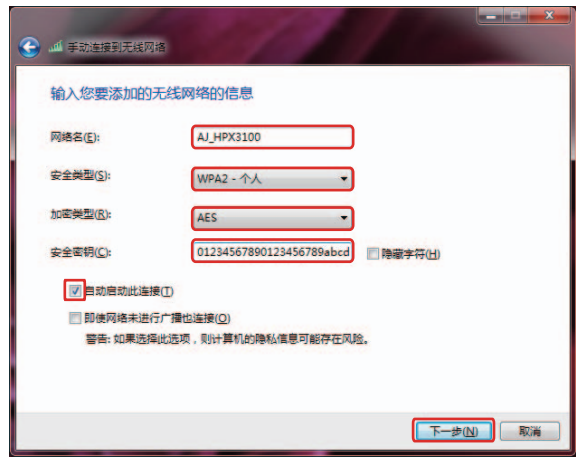 手动连接到无线网络
输入您要添加的无线网络的信息
网络名(E): AJ_HPX3100
安全类型(S): WPA2 - 个人
加密类型(R): AES
安全密钥(C): 01234567890123456789abcd 隐藏字符(H)
自动启动此连接(T)
即使网络未进行广播也连接(O)
警告: 如果选择此选项，则计算机的隐私信息可能存在风险。
下一步(N) 取消